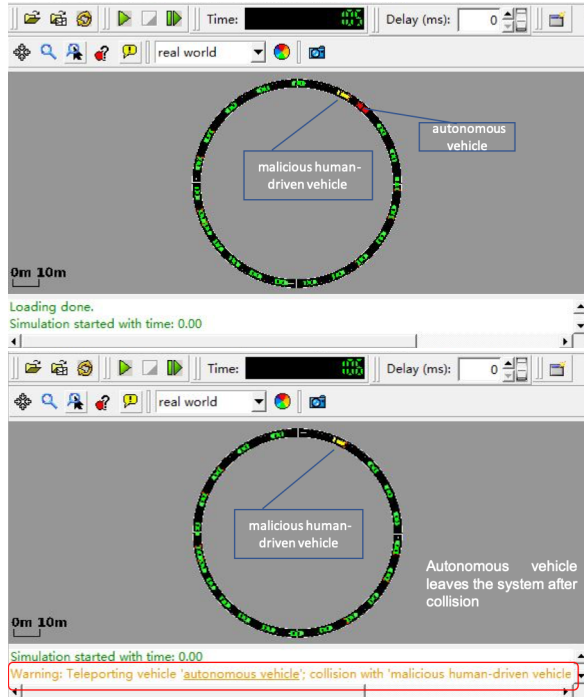 Time:
105
Delay (ms):
0
real world
autonomous
vehicle
malicious human-
driven vehicle
0m 10m
Loading done.
Simulation started with time: 0.00
Time:
106
Delay (ms):
0
real world
malicious human-
driven vehicle
Autonomous vehicle
leaves the system after
collision
0m 10m
Simulation started with time: 0.00
Warning: Teleporting vehicle 'autonomous vehicle'; collision with 'malicious human-driven vehicle